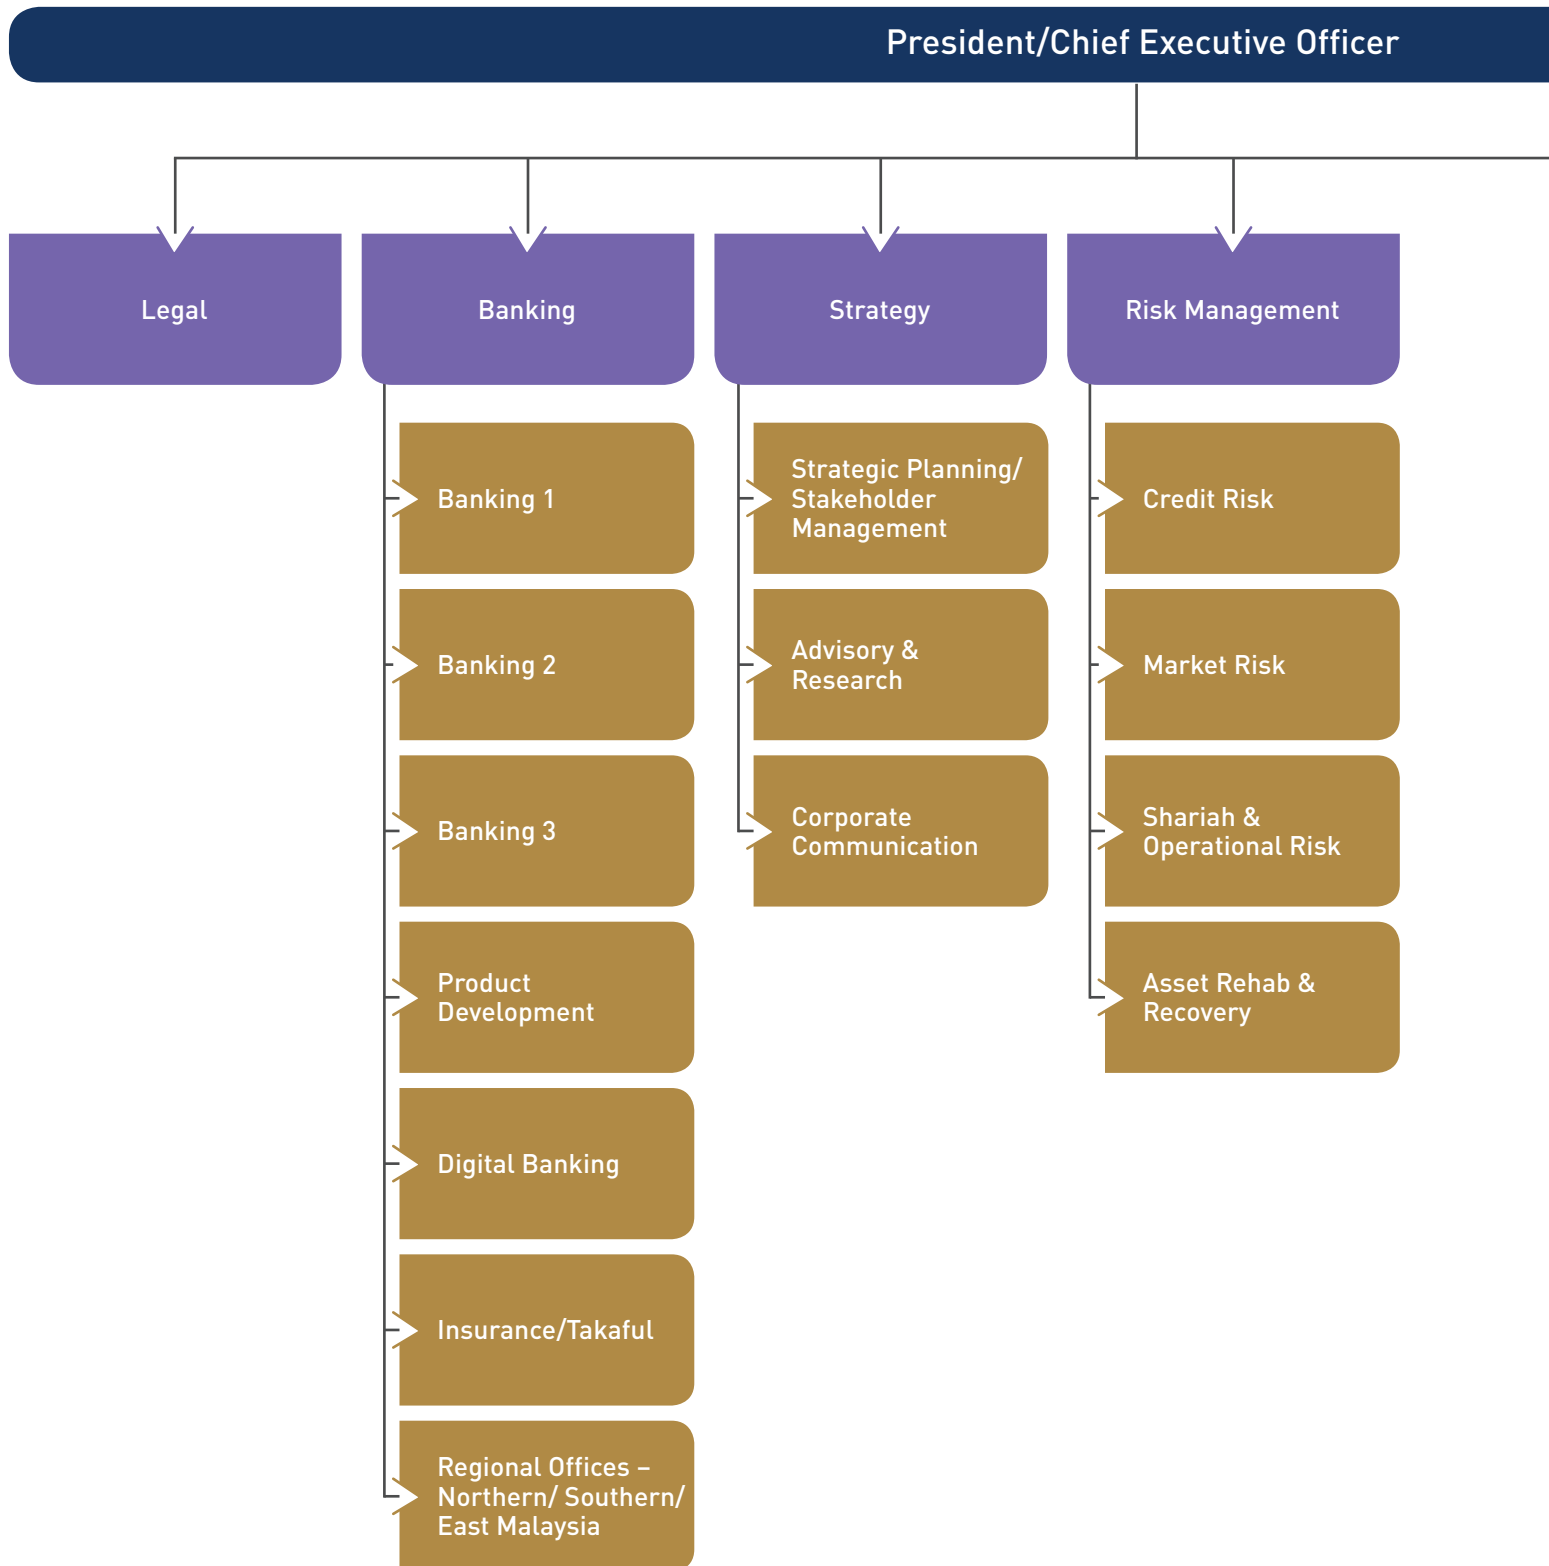 President/Chief Executive Officer
Legal
Banking
Strategy
Risk Management
Banking 1
Banking 2
Banking 3
Product
Development
Digital Banking
Insurance/Takaful
Regional Offices –
Northern/ Southern/
East Malaysia
Strategic Planning/
Stakeholder
Management
Advisory &
Research
Corporate
Communication
Credit Risk
Market Risk
Shariah &
Operational Risk
Asset Rehab &
Recovery